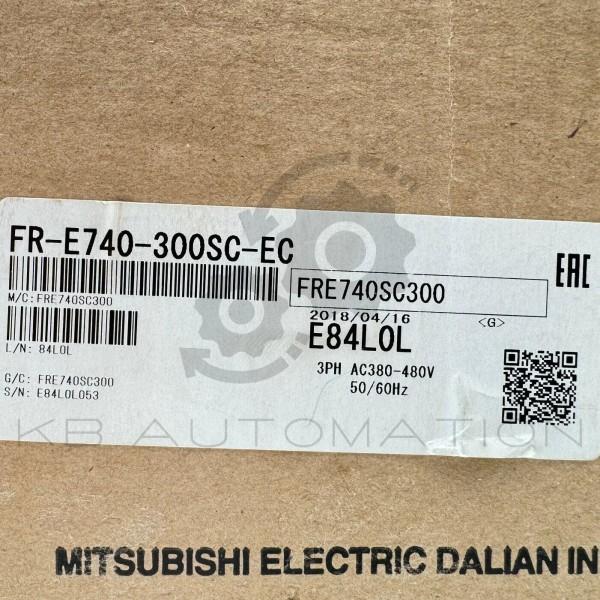 FR-E740-300SC-EC
EAC
M/C: FRE740SC300
FRE740SC300
2018/04/16 <G>
E84L0L
L/N: 84L0L
3PH AC380-480V
50/60Hz
G/C: FRE740SC300
S/N: E84L0L053
KB AUTOMATION
MITSUBISHI ELECTRIC DALIAN IN